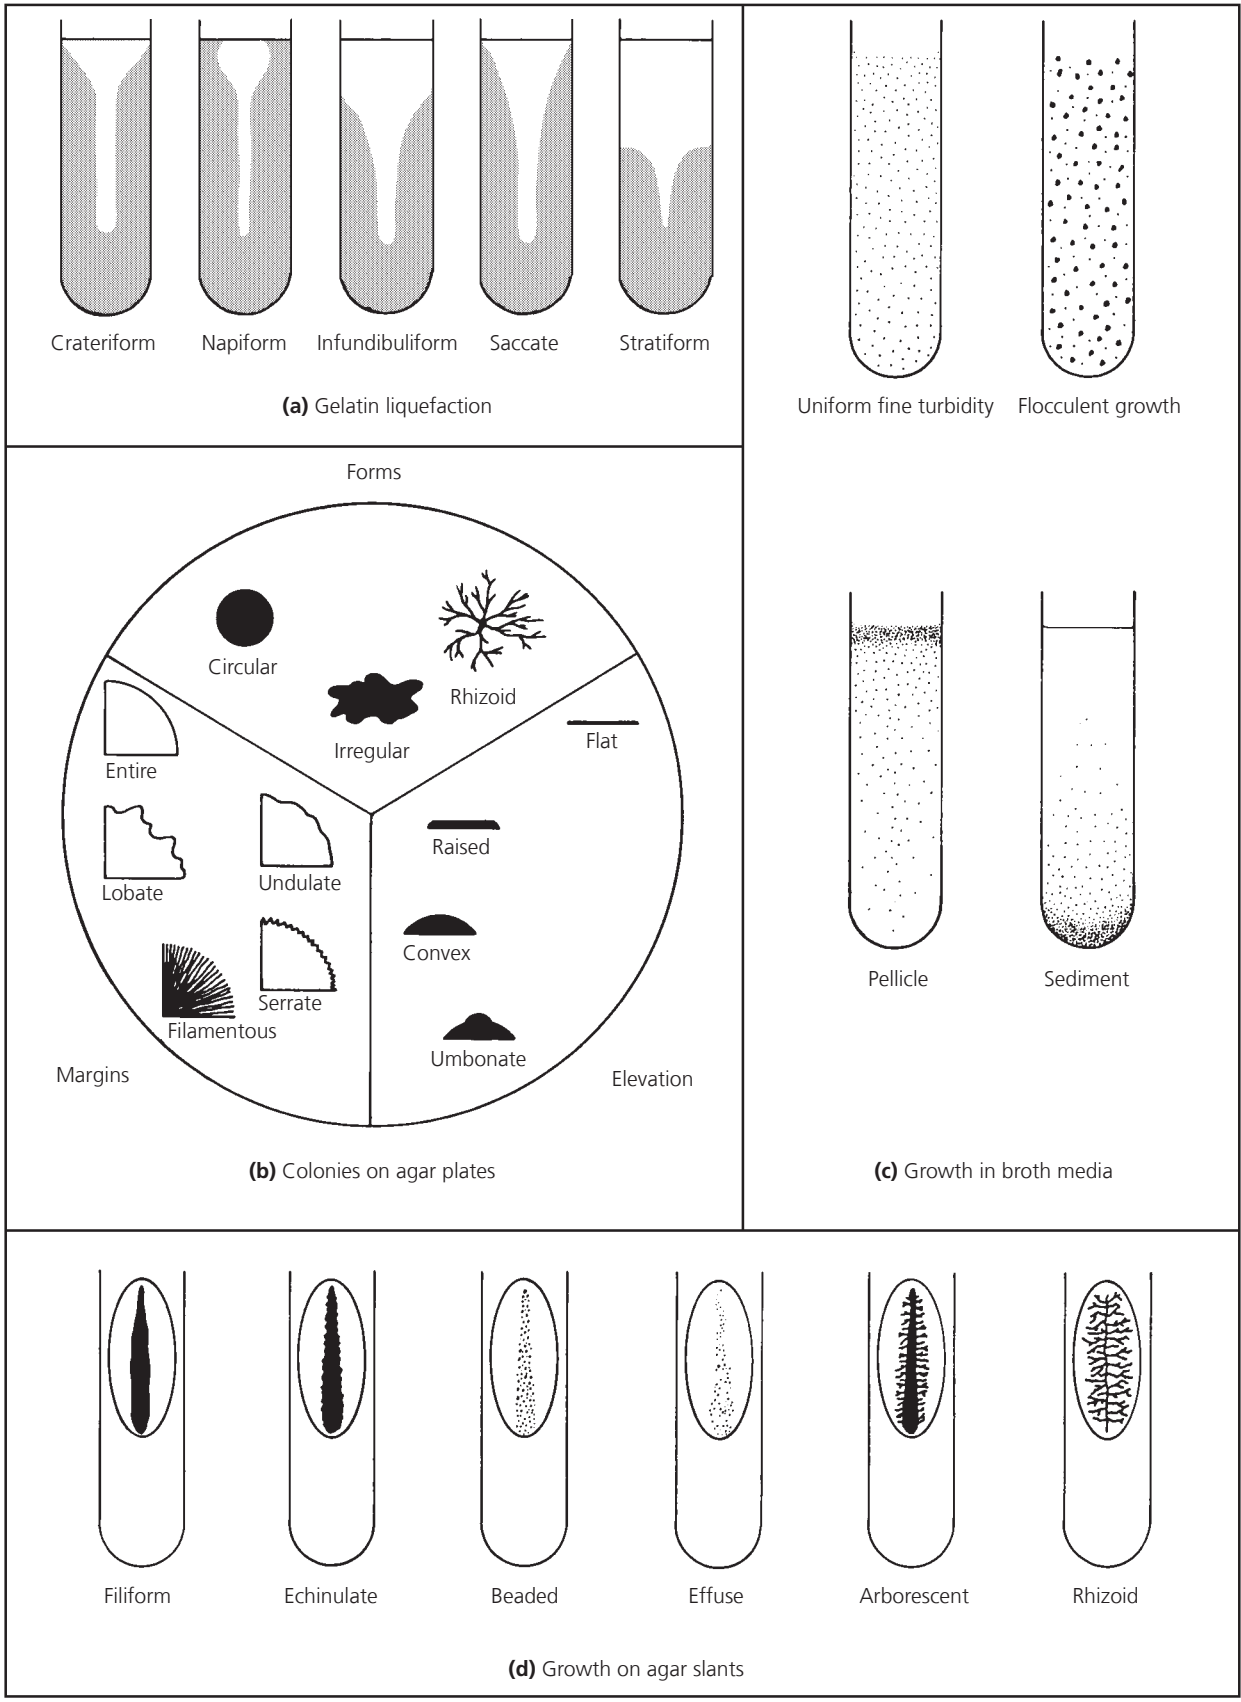 Crateriform
Napiform
Infundibuliform
Saccate
Stratiform
(a) Gelatin liquefaction
Uniform fine turbidity
Flocculent growth
Forms
Circular
Rhizoid
Irregular
Entire
Lobate
Undulate
Filamentous
Serrate
Margins
Flat
Raised
Convex
Umbonate
Elevation
(b) Colonies on agar plates
Pellicle
Sediment
(c) Growth in broth media
Filiform
Echinulate
Beaded
Effuse
Arborescent
Rhizoid
(d) Growth on agar slants